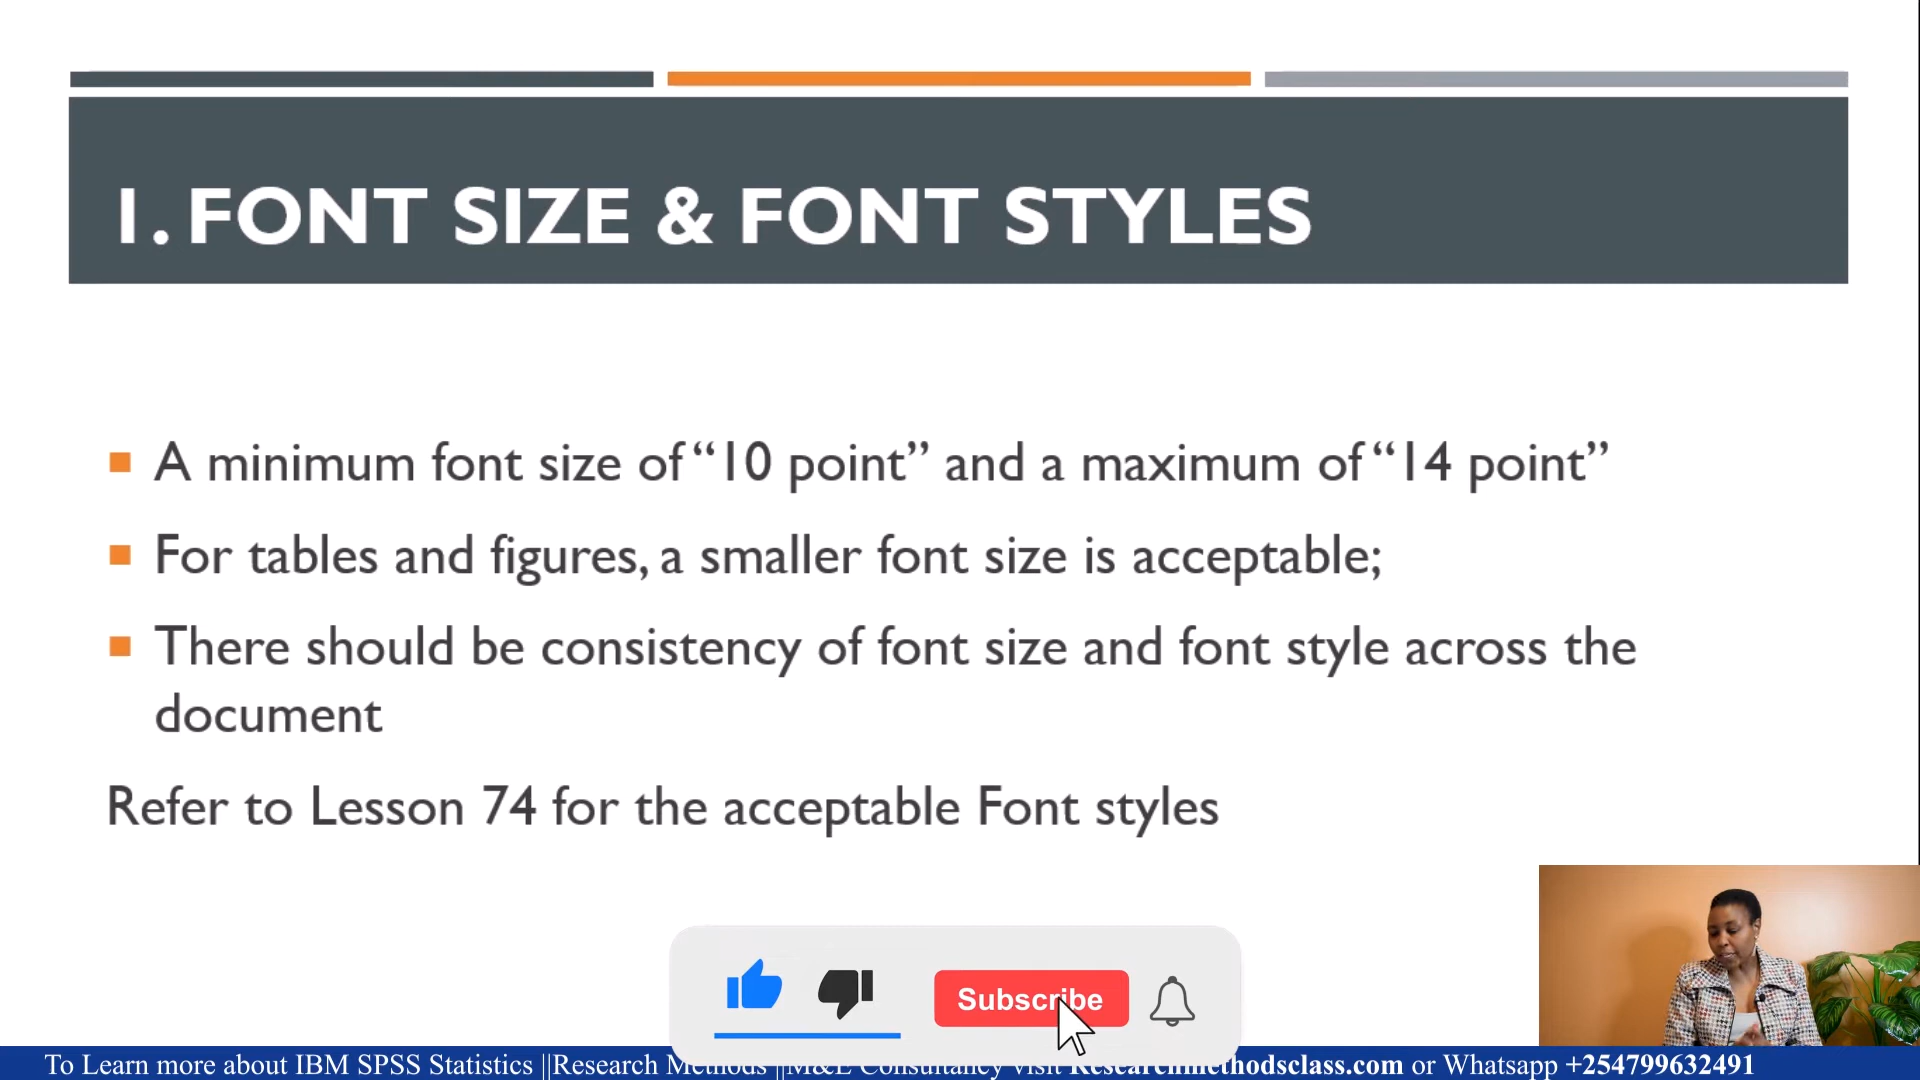 1. FONT SIZE & FONT STYLES
A minimum font size of “10 point” and a maximum of “14 point”
For tables and figures, a smaller font size is acceptable;
There should be consistency of font size and font style across the
document
Refer to Lesson 74 for the acceptable Font styles
Subscribe
To Learn more about IBM SPSS Statistics ||Research Methods ||M&E Consultancy visit Researchmethodsclass.com or Whatsapp +254799632491